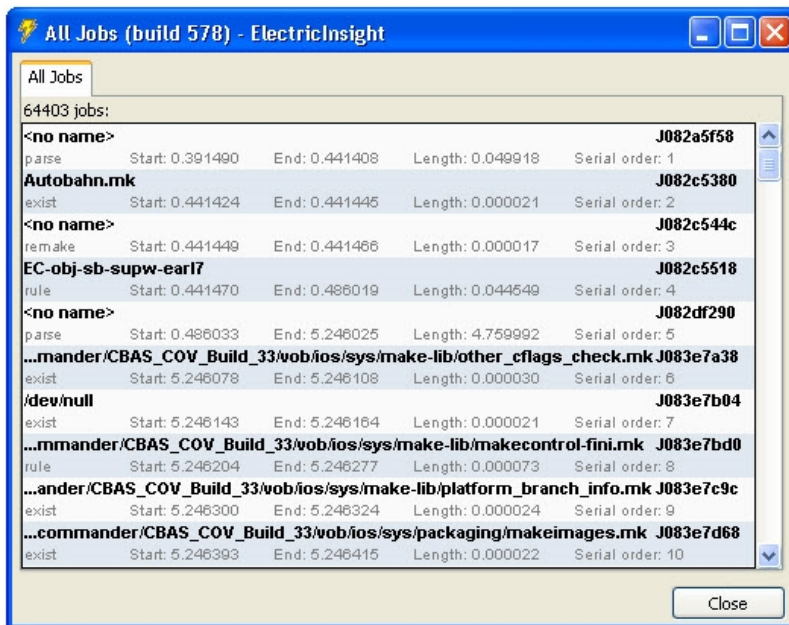 All Jobs (build 578) - ElectricInsight
All Jobs
64403 jobs:
<no name> J082a5f58
parse Start: 0.391490 End: 0.441408 Length: 0.049918 Serial order: 1
Autobahn.mk J082c5380
exist Start: 0.441424 End: 0.441445 Length: 0.000021 Serial order: 2
<no name> J082c544c
remake Start: 0.441449 End: 0.441466 Length: 0.000017 Serial order: 3
EC-obj-sb-supw-earl7 J082c5518
rule Start: 0.441470 End: 0.486019 Length: 0.044549 Serial order: 4
<no name> J082df290
parse Start: 0.486033 End: 5.246025 Length: 4.759992 Serial order: 5
...mander/CBAS_COV_Build_33/vob/ios/sys/make-lib/other_cflags_check.mk J083e7a38
exist Start: 5.246078 End: 5.246108 Length: 0.000030 Serial order: 6
/dev/null J083e7b04
exist Start: 5.246143 End: 5.246164 Length: 0.000021 Serial order: 7
...mmander/CBAS_COV_Build_33/vob/ios/sys/make-lib/makecontrol-fini.mk J083e7bd0
rule Start: 5.246204 End: 5.246277 Length: 0.000073 Serial order: 8
...ander/CBAS_COV_Build_33/vob/ios/sys/make-lib/platform_branch_info.mk J083e7c9c
exist Start: 5.246300 End: 5.246324 Length: 0.000024 Serial order: 9
...commander/CBAS_COV_Build_33/vob/ios/sys/packaging/makeimages.mk J083e7d68
exist Start: 5.246393 End: 5.246415 Length: 0.000022 Serial order: 10
Close